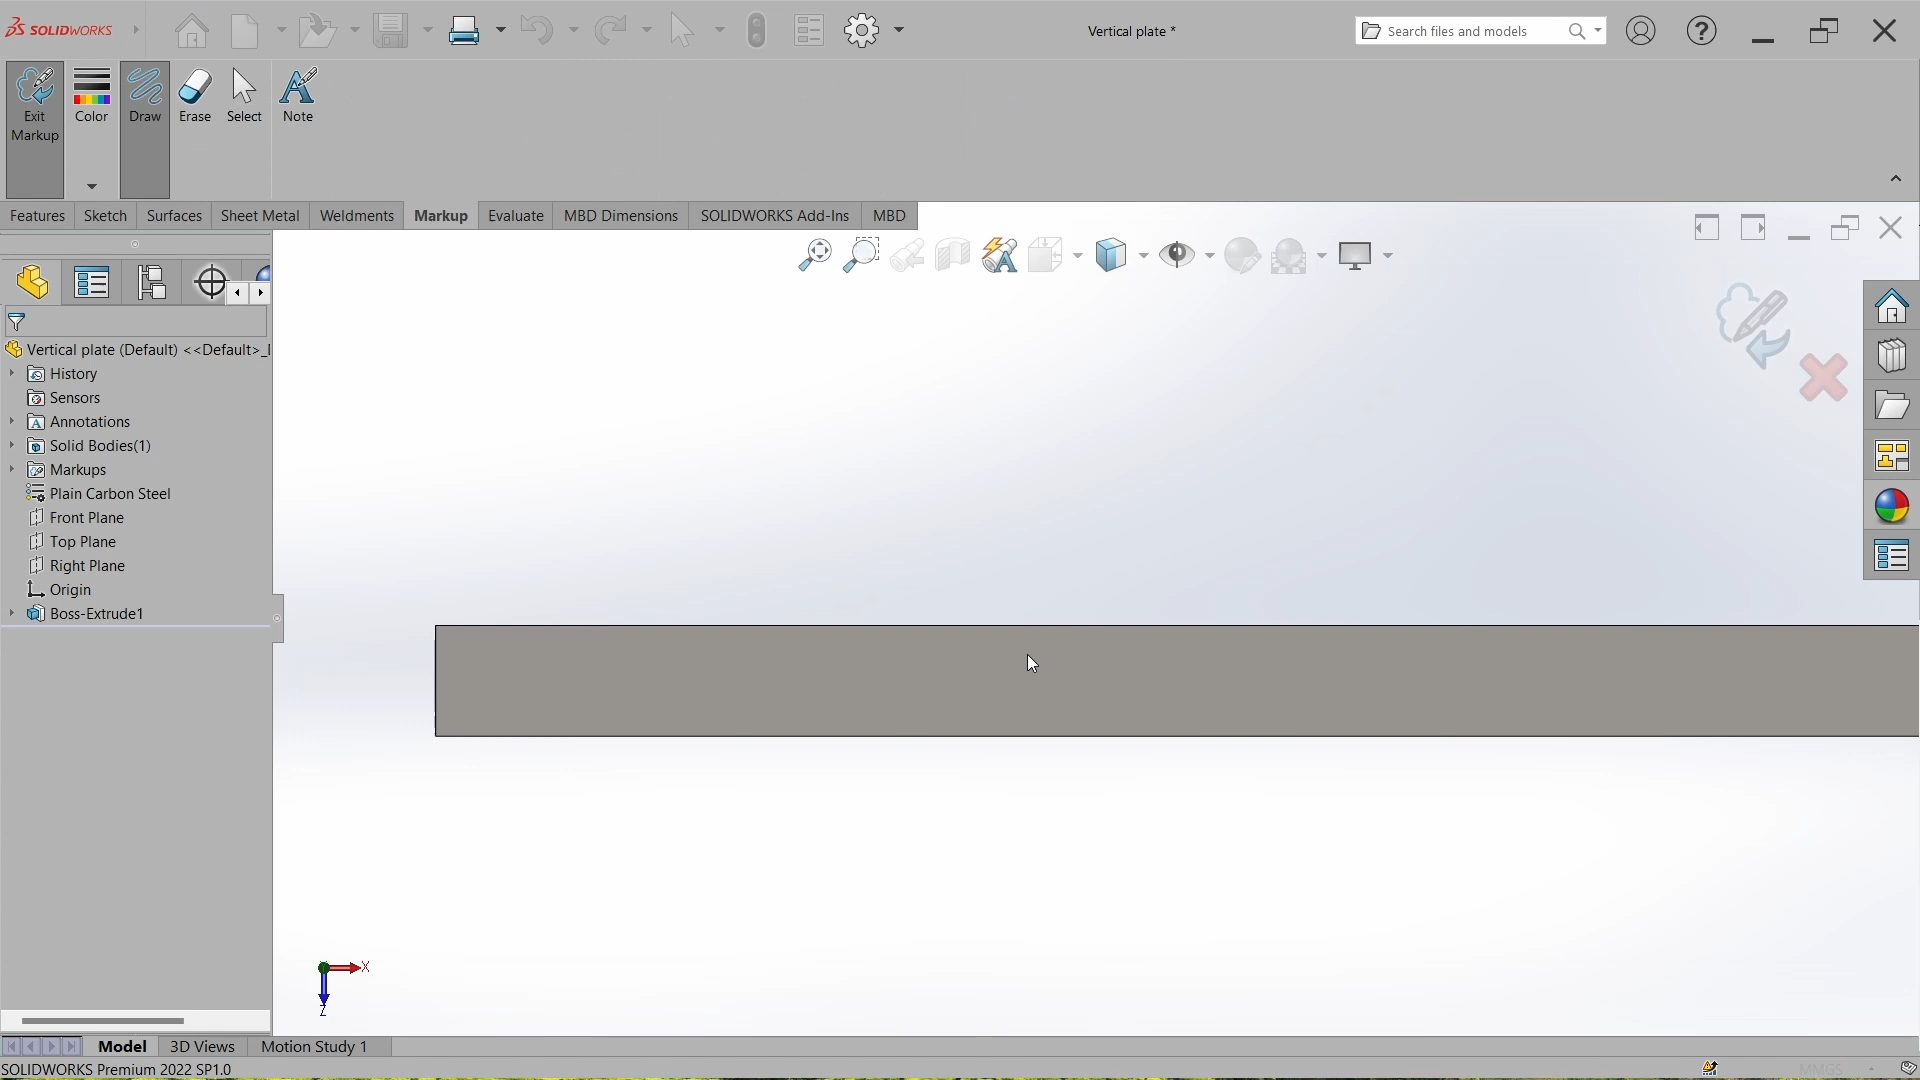 SOLIDWORKS
Vertical plate *
Search files and models
Exit Markup
Color
Draw
Erase
Select
Note
Features
Sketch
Surfaces
Sheet Metal
Weldments
Markup
Evaluate
MBD Dimensions
SOLIDWORKS Add-Ins
MBD
Vertical plate (Default) <<Default>_
History
Sensors
Annotations
Solid Bodies(1)
Markups
Plain Carbon Steel
Front Plane
Top Plane
Right Plane
Origin
Boss-Extrude1
X
Z
Model
3D Views
Motion Study 1
SOLIDWORKS Premium 2022 SP1.0
MMGS